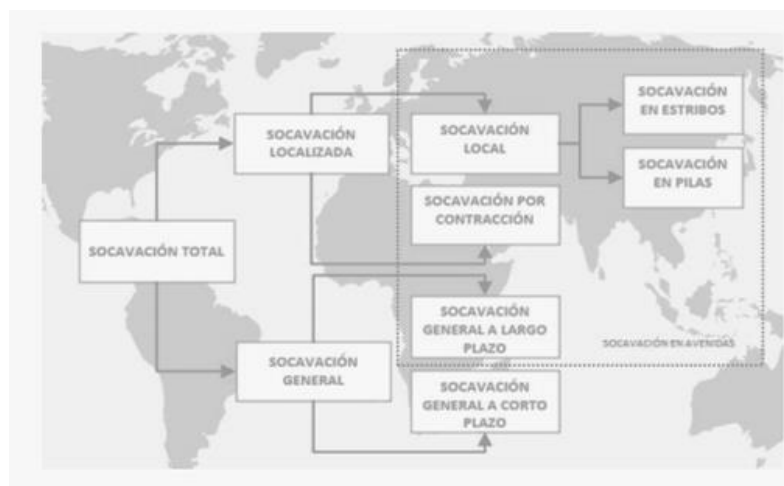 SOCAVACIÓN TOTAL
SOCAVACIÓN
LOCALIZADA
SOCAVACIÓN
GENERAL
SOCAVACIÓN
LOCAL
SOCAVACIÓN POR
CONTRACCIÓN
SOCAVACIÓN
GENERAL A LARGO
PLAZO
SOCAVACIÓN
GENERAL A CORTO
PLAZO
SOCAVACIÓN
EN ESTRIBOS
SOCAVACIÓN
EN PILAS
SOCAVACIÓN EN AVENIDAS